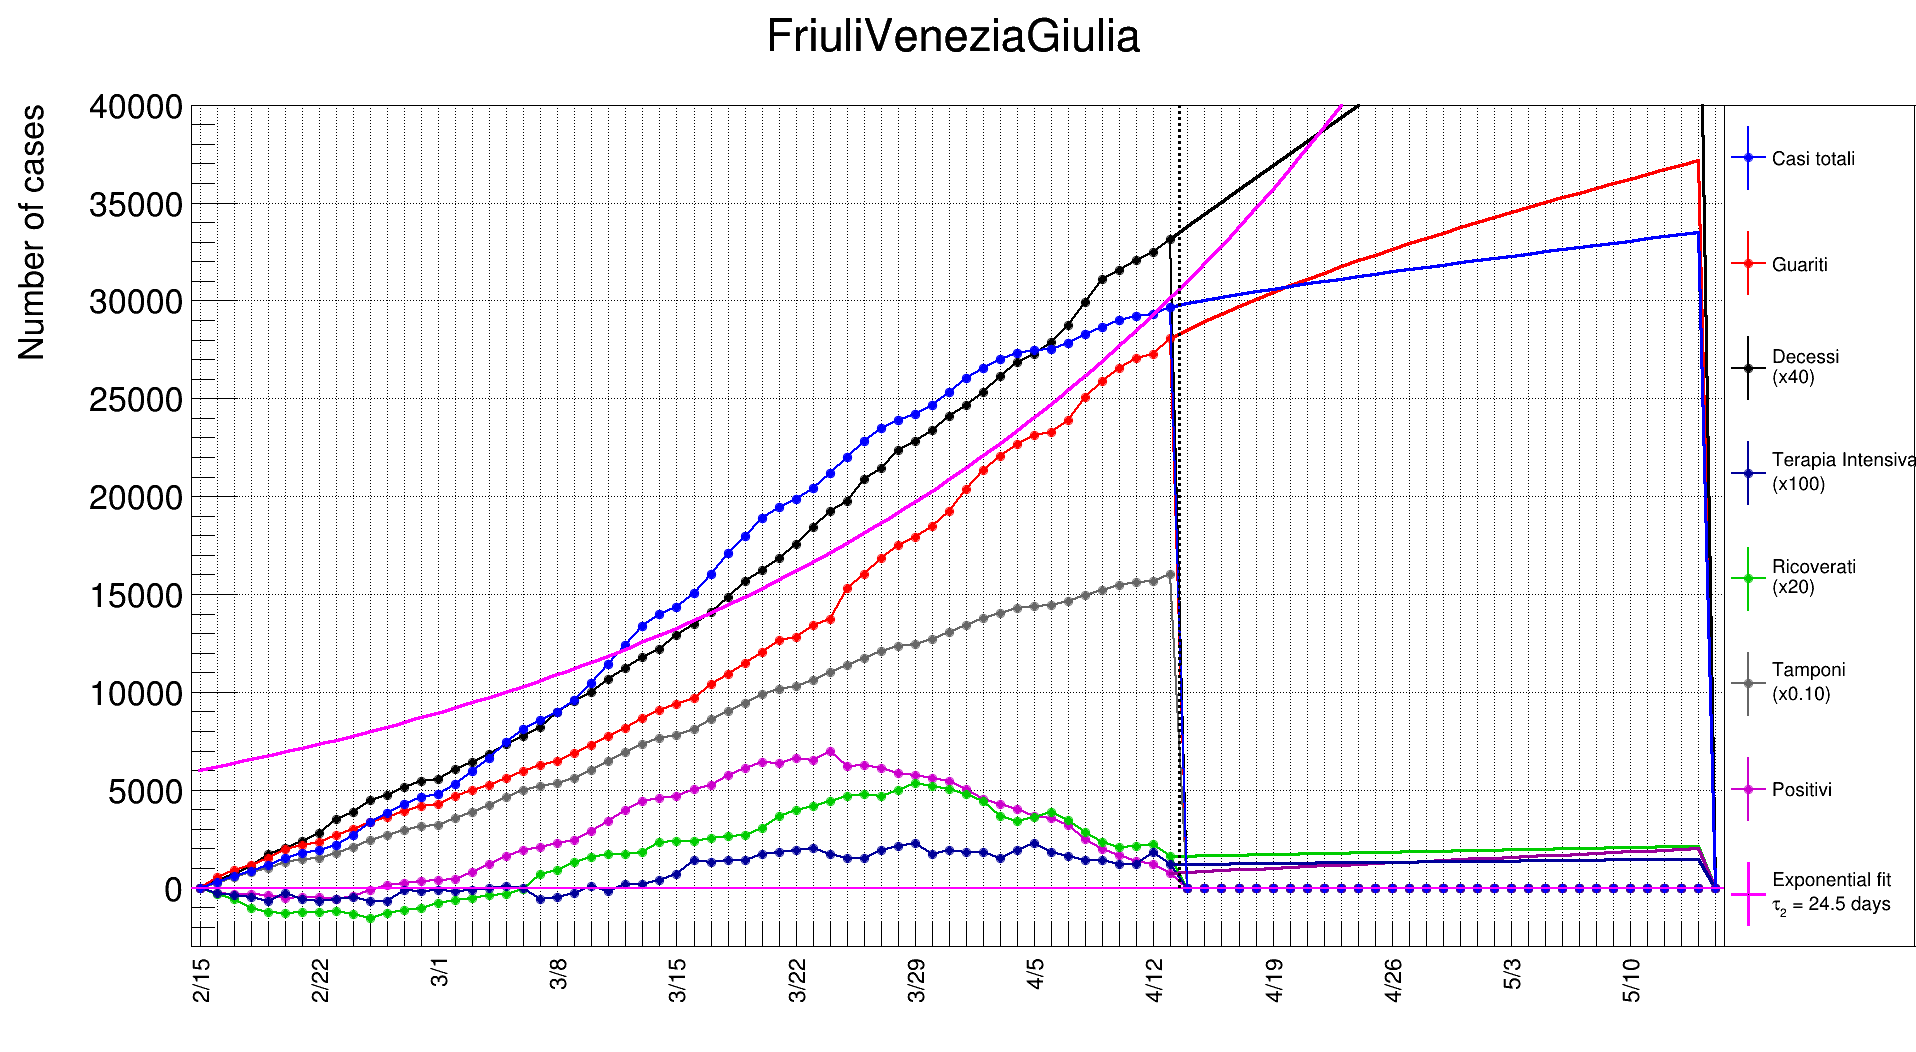 FriuliVeneziaGiulia
Number of cases
40000
35000
30000
25000
20000
15000
10000
5000
0
2/15
2/22
3/1
3/8
3/15
3/22
3/29
4/5
4/12
4/19
4/26
5/3
5/10
Casi totali
Guariti
Decessi
(x40)
Terapia Intensiva
(x100)
Ricoverati
(x20)
Tamponi
(x0.10)
Positivi
Exponential fit
τ2 = 24.5 days